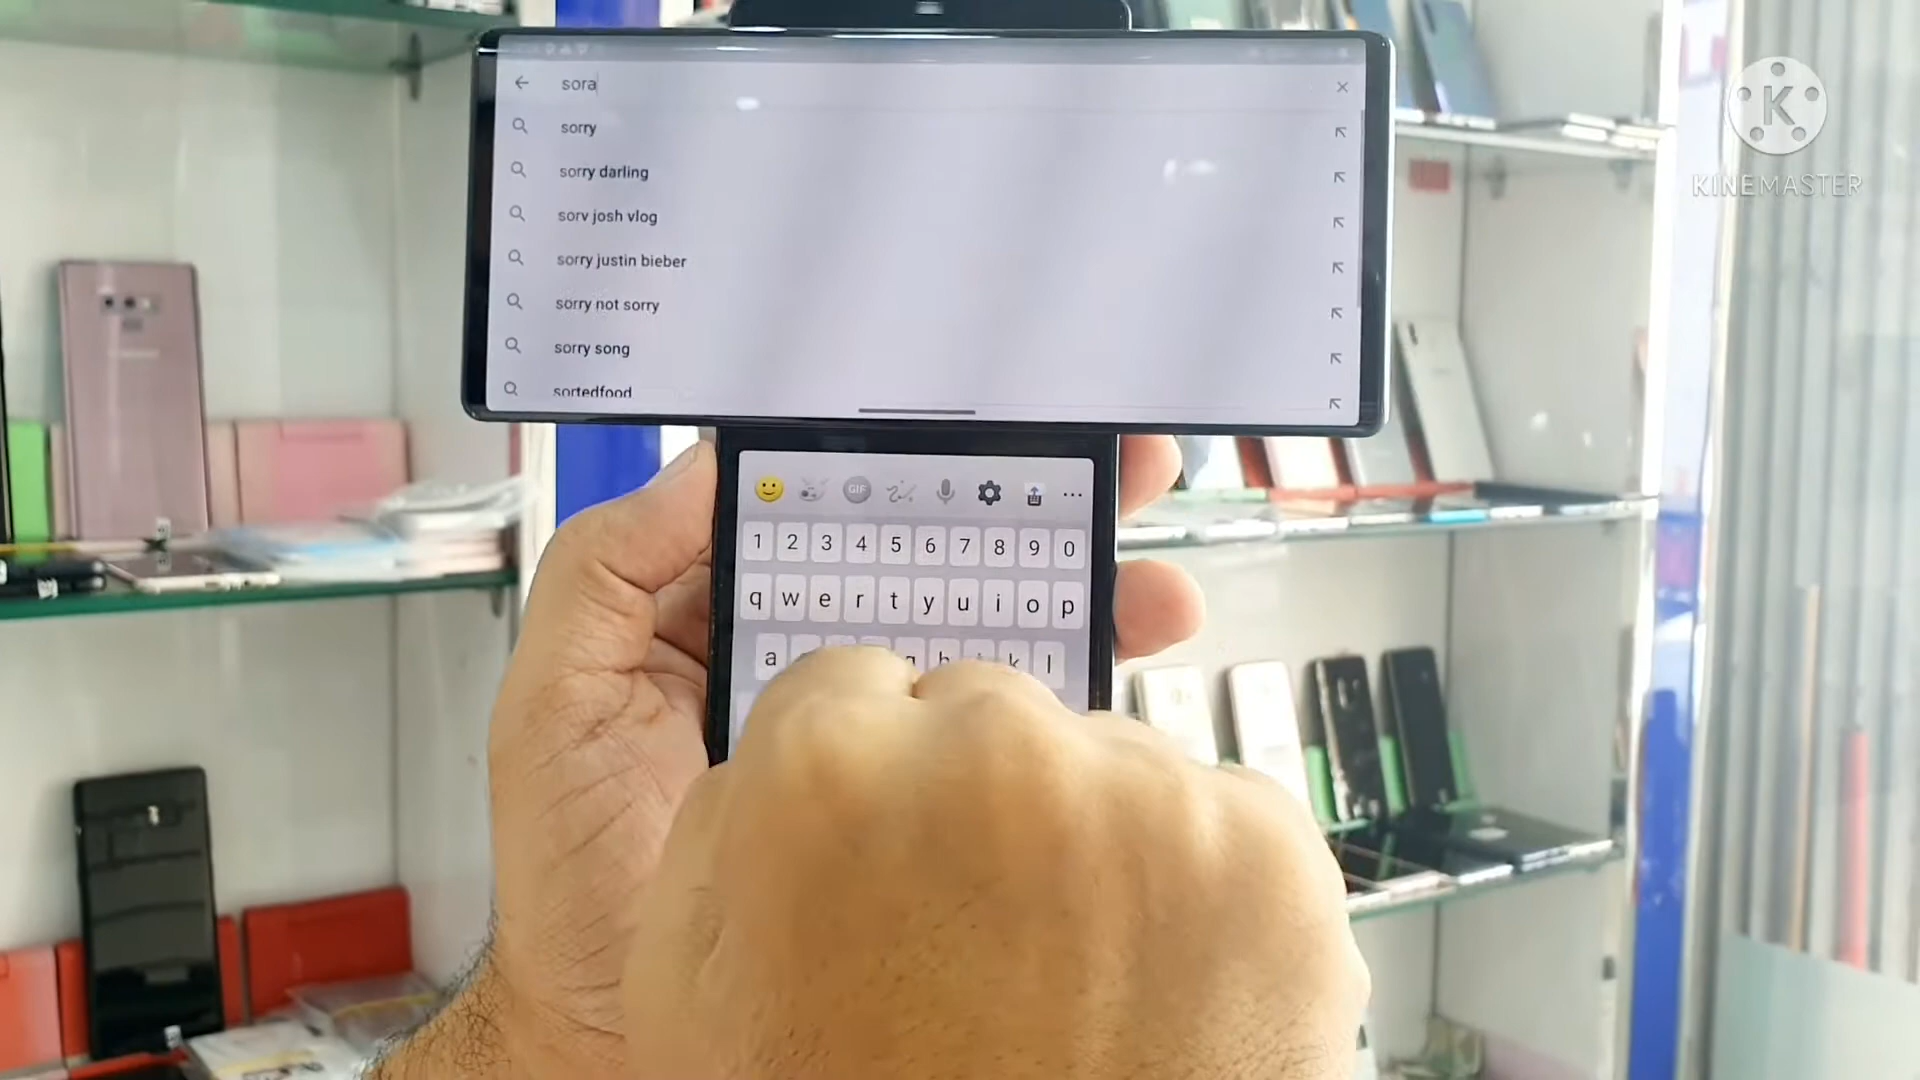 sora
sorry
sorry darling
sorv josh vlog
sorry justin bieber
sorry not sorry
sorry song
sortedfood
GIF
1 2 3 4 5 6 7 8 9 0
q w e r t y u i o p
a g h k l
K
KINEMASTER